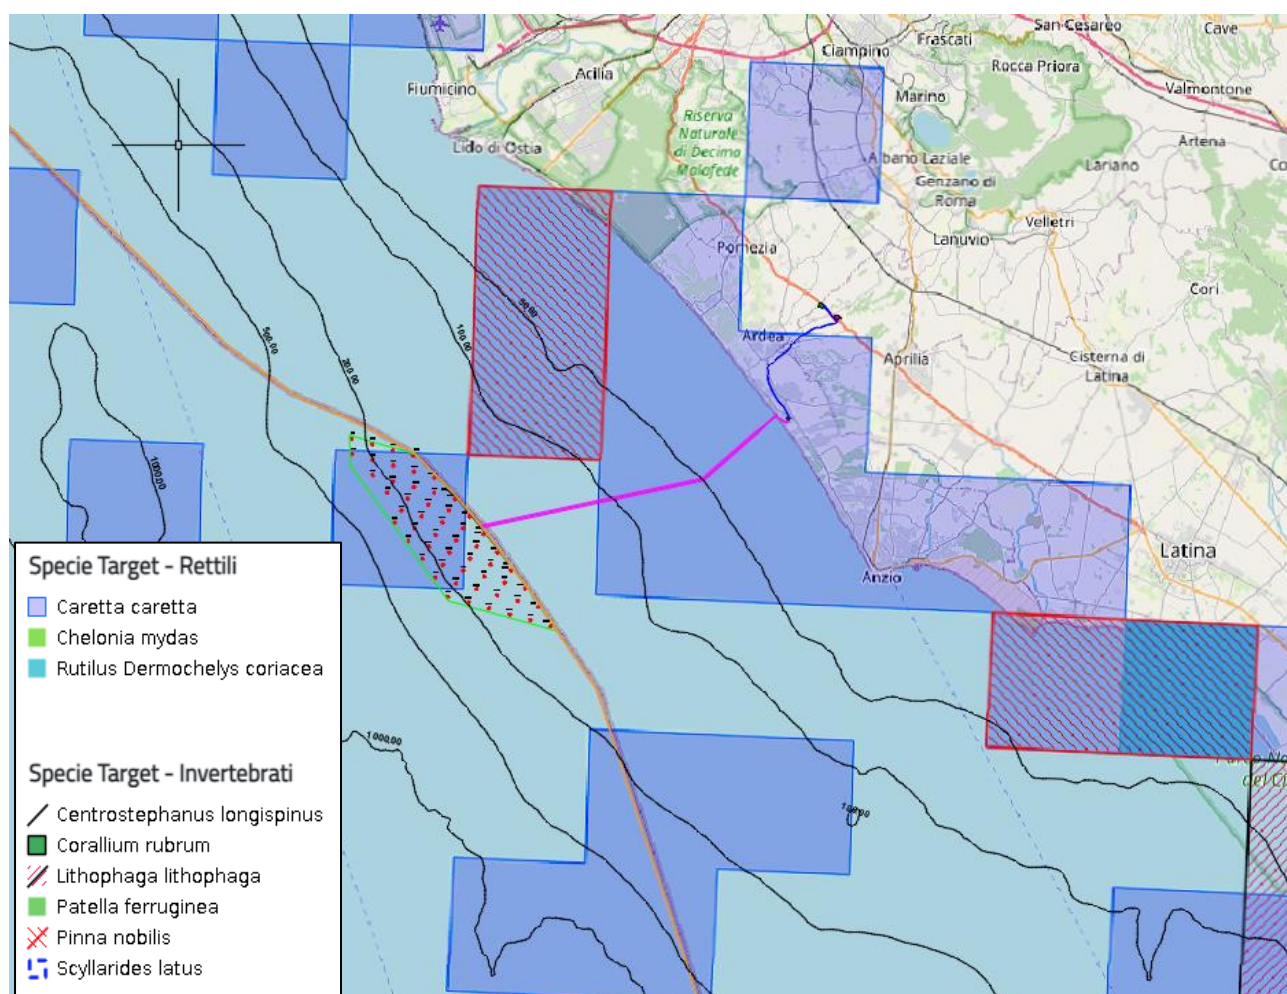 San Cesareo
Cave
Frascati
Ciampino
Rocca Priora
Acilia
Fiumicino
Valmontone
Marino
Riserva
Naturale
di Decima
Malafede
Artena
Lido di Ostia
Albano Laziale
Lariano
Co
Genzano di
Roma
Velletri
Lanuvio
Pomezia
Cori
50.00
100.00
500.00
200.00
Ardea
Aprilia
Cisterna di
Latina
1000.00
Latina
Anzio
Specie Target - Rettili
Caretta caretta
Chelonia mydas
Rutilus Dermochelys coriacea
1000.00
Specie Target - Invertebrati
Centrostephanus longispinus
Corallium rubrum
Lithophaga lithophaga
Patella ferruginea
Pinna nobilis
Scyllarides latus